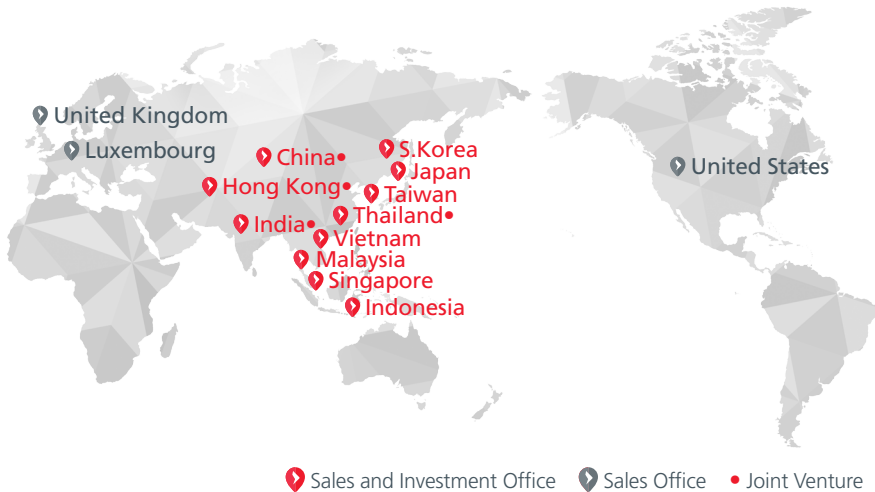 United Kingdom
Luxembourg
China•
S.Korea
Japan
Hong Kong•
Taiwan
India•
Thailand•
Vietnam
Malaysia
Singapore
Indonesia
United States
Sales and Investment Office Sales Office • Joint Venture